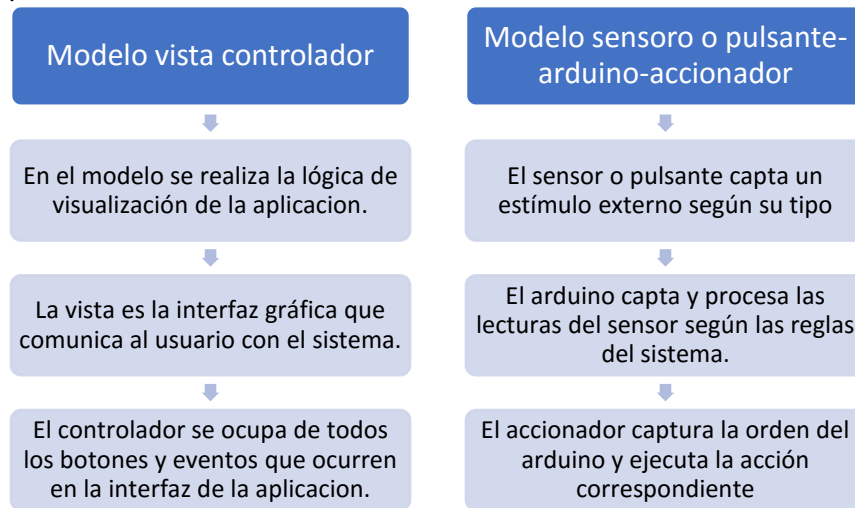 Modelo vista controlador
En el modelo se realiza la lógica de
visualización de la aplicacion.
La vista es la interfaz gráfica que
comunica al usuario con el sistema.
El controlador se ocupa de todos
los botones y eventos que ocurren
en la interfaz de la aplicacion.
Modelo sensoro o pulsante-
arduino-accionador
El sensor o pulsante capta un
estímulo externo según su tipo
El arduino capta y procesa las
lecturas del sensor según las reglas
del sistema.
El accionador captura la orden del
arduino y ejecuta la acción
correspondiente